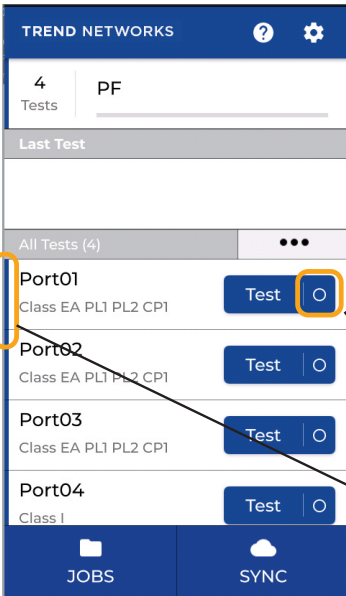 TREND NETWORKS ?
4 PF
Tests
Last Test
All Tests (4) •••
Port01
Class EA PL1 PL2 CP1
Test O
Port02
Class EA PL1 PL2 CP1
Test O
Port03
Class EA PL1 PL2 CP1
Test O
Port04
Class I
Test O
JOBS SYNC